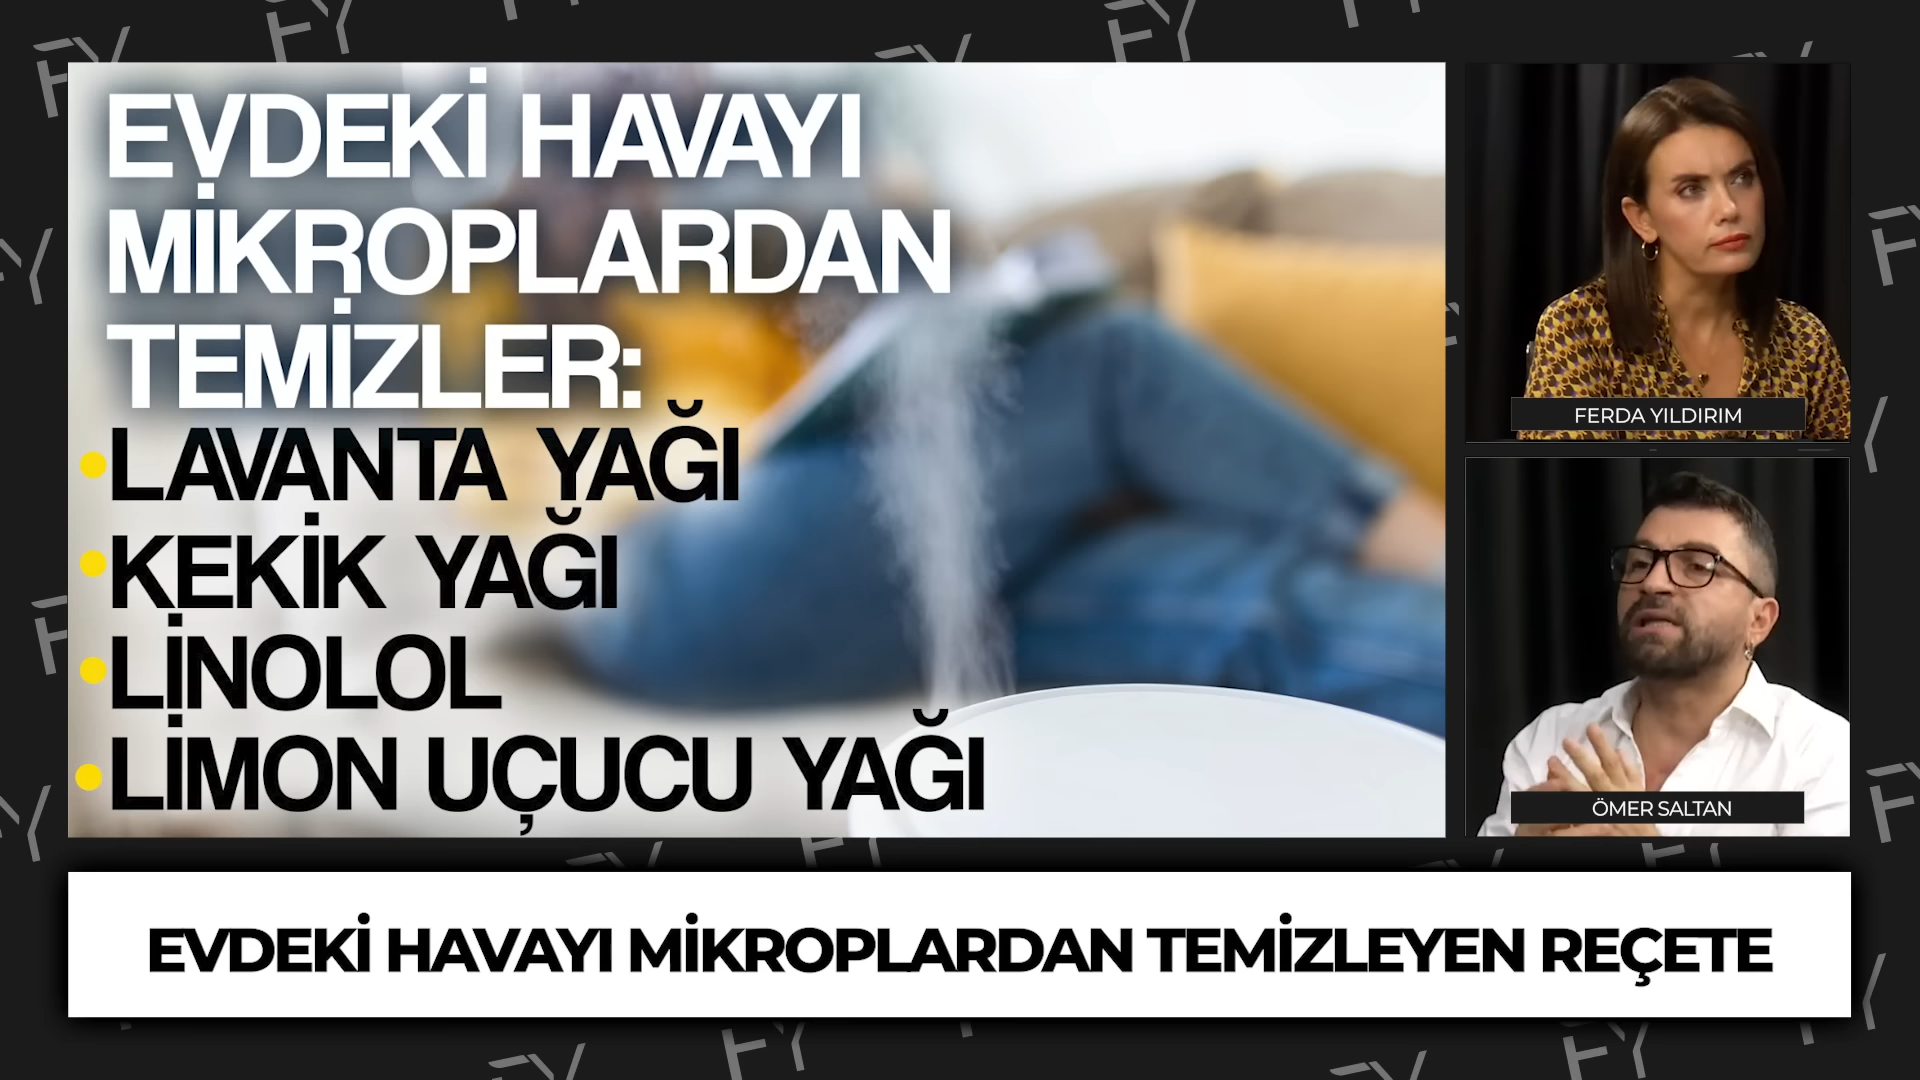 EVDEKİ HAVAYI
MİKROPLARDAN
TEMİZLER:
•LAVANTA YAĞI
•KEKİK YAĞI
•LİNOLOL
•LİMON UÇUCU YAĞI
FERDA YILDIRIM
ÖMER SALTAN
EVDEKİ HAVAYI MİKROPLARDAN TEMİZLEYEN REÇETE
FY